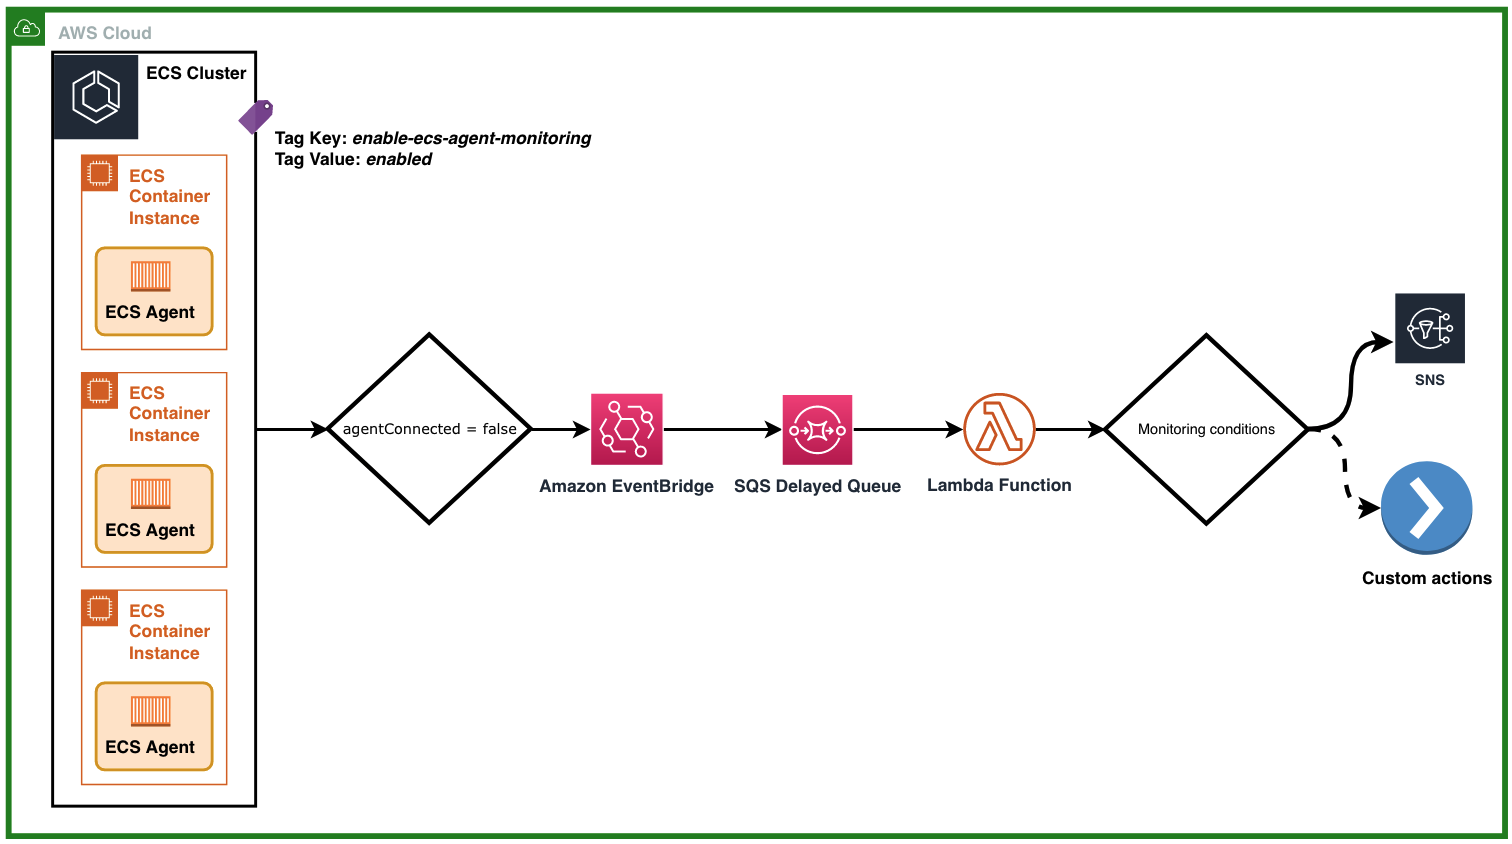 AWS Cloud
ECS Cluster
Tag Key: enable-ecs-agent-monitoring
Tag Value: enabled
ECS
Container
Instance
ECS Agent
ECS
Container
Instance
ECS Agent
ECS
Container
Instance
ECS Agent
agentConnected = false
Amazon EventBridge
SQS Delayed Queue
Lambda Function
Monitoring conditions
SNS
Custom actions